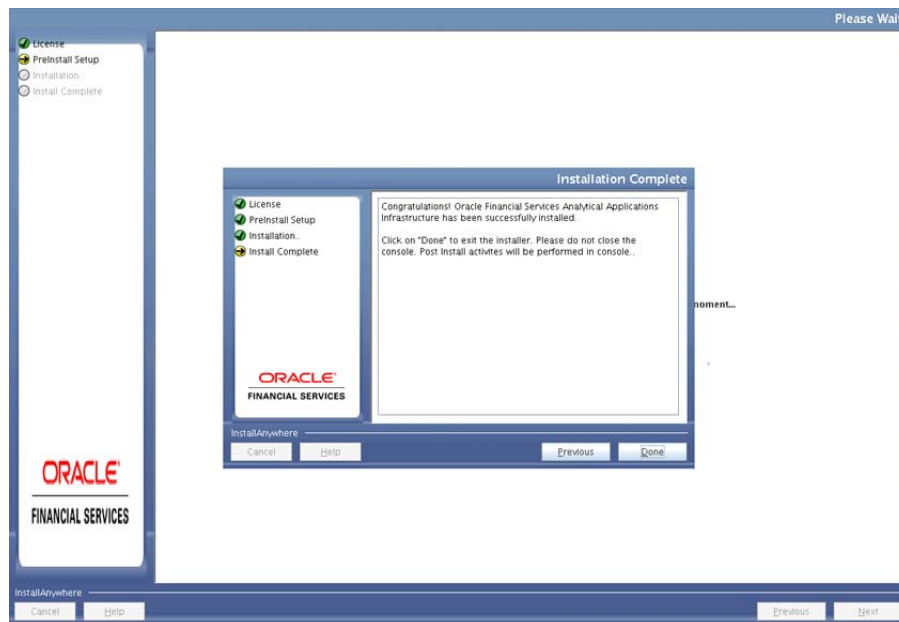 Please Wai
License
PreInstall Setup
Installation..
Install Complete
Installation Complete
License
PreInstall Setup
Installation..
Install Complete
Congratulations! Oracle Financial Services Analytical Applications
Infrastructure has been successfully installed.
Click on "Done" to exit the installer. Please do not close the
console. Post Install activites will be performed in console..
ORACLE
FINANCIAL SERVICES
InstallAnywhere
Cancel
Help
Previous
Done
moment...
ORACLE
FINANCIAL SERVICES
InstallAnywhere
Cancel
Help
Previous
Next